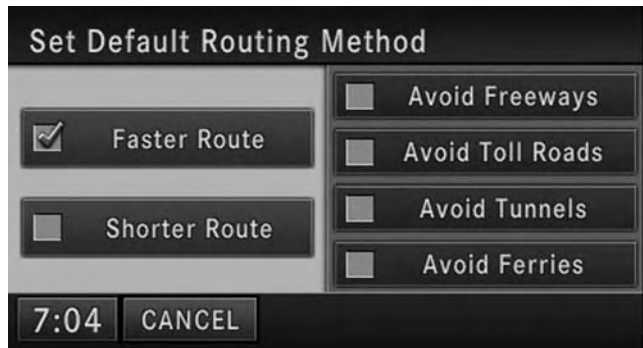 Set Default Routing Method
Faster Route
Shorter Route
Avoid Freeways
Avoid Toll Roads
Avoid Tunnels
Avoid Ferries
7:04 CANCEL